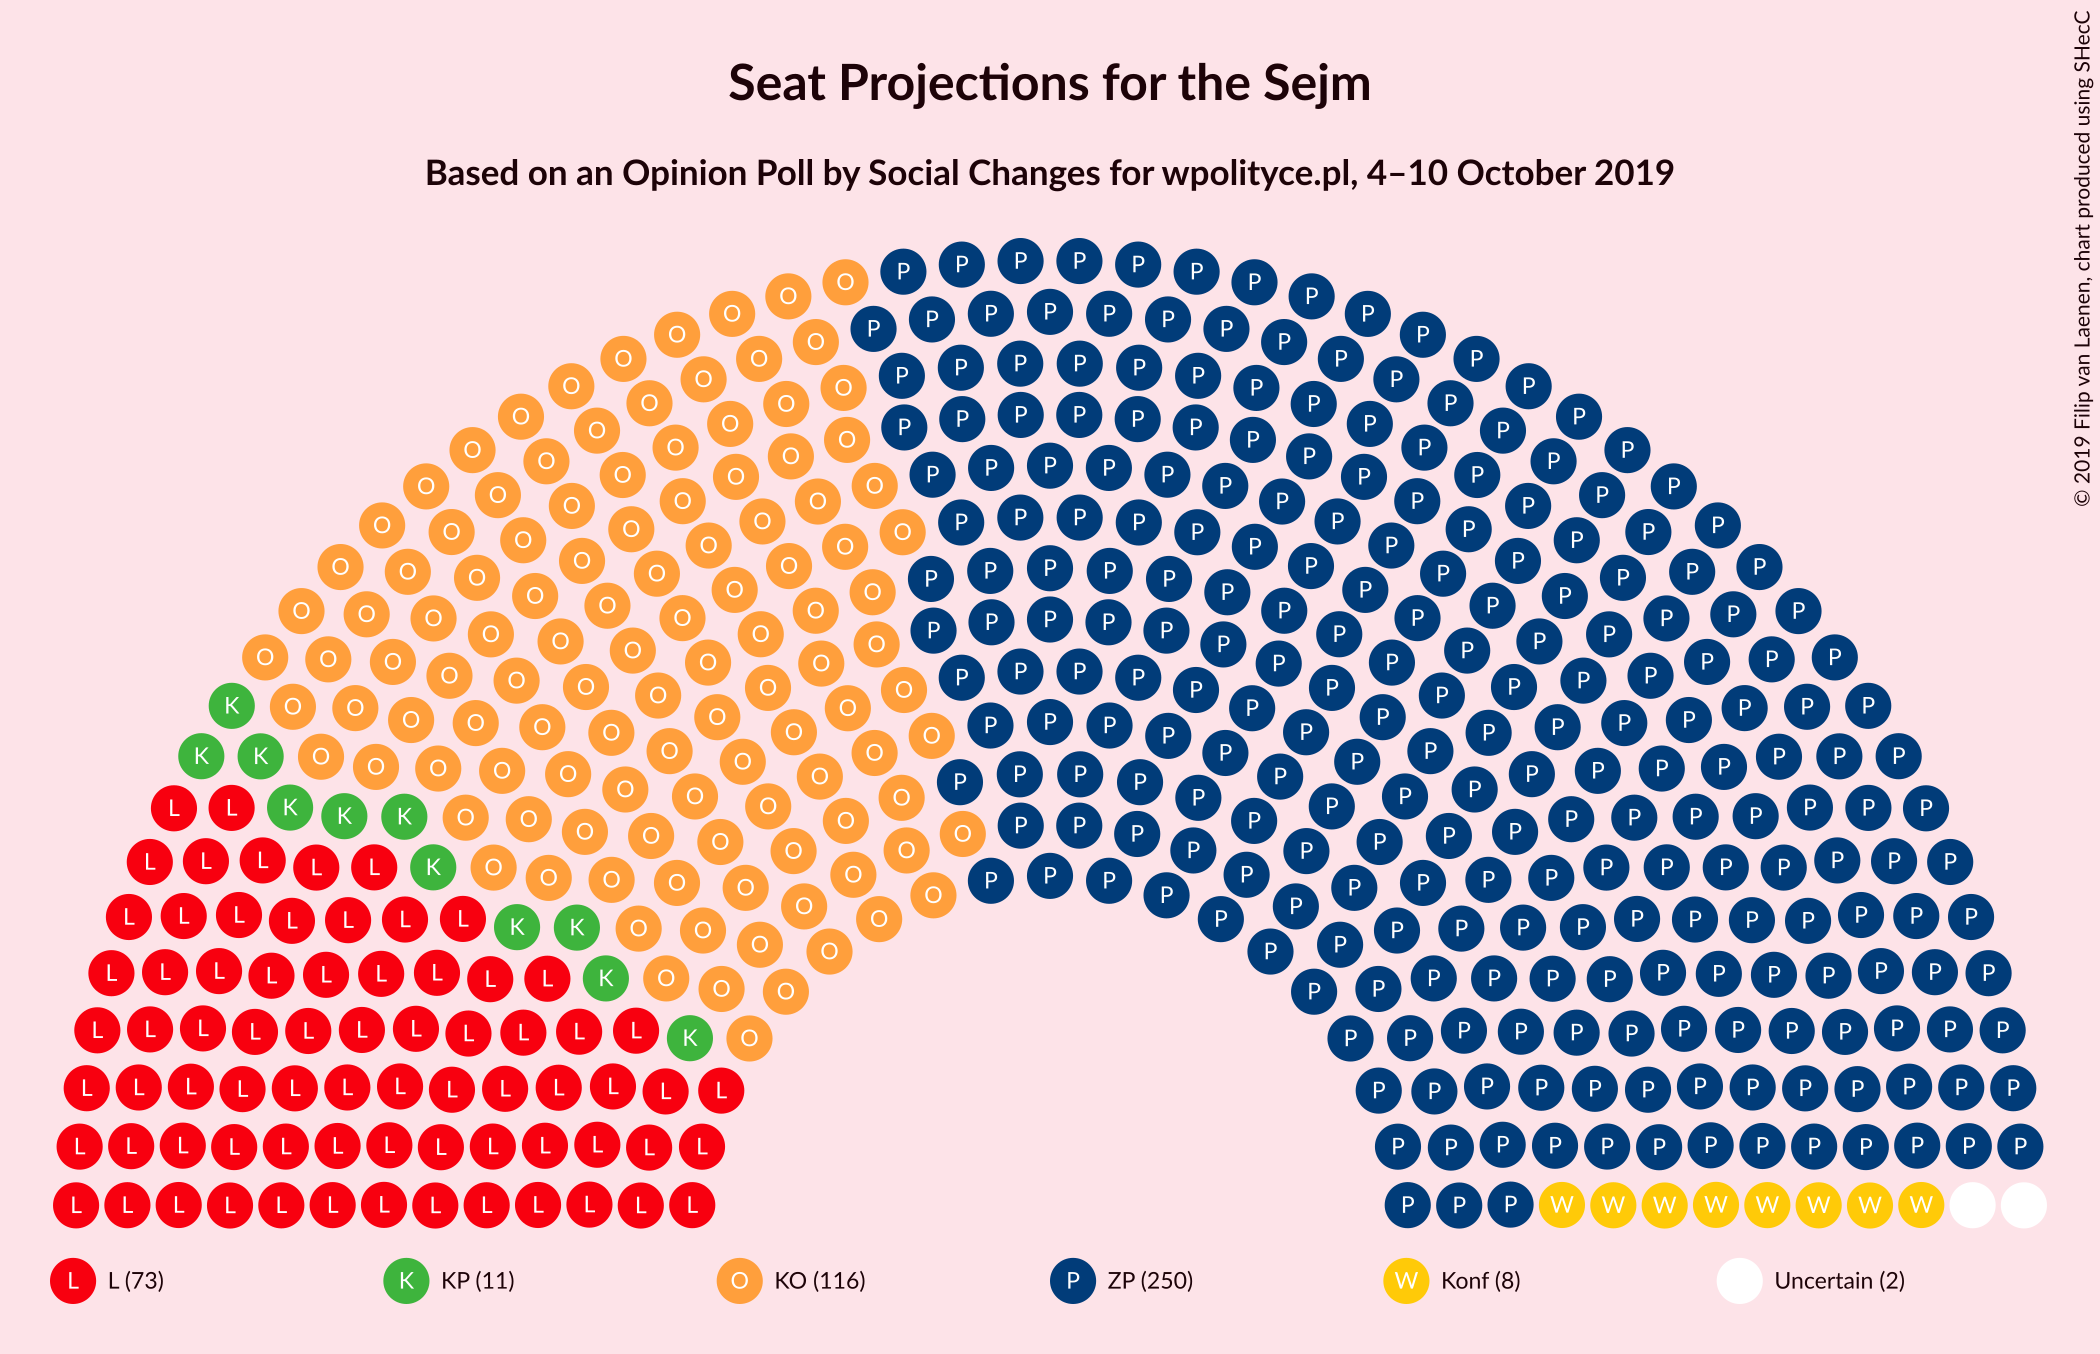 Seat Projections for the Sejm
Based on an Opinion Poll by Social Changes for wpolityce.pl, 4–10 October 2019
© 2019 Filip van Laenen, chart produced using SHecC
L L (73) K KP (11) O KO (116) P ZP (250) W Konf (8) Uncertain (2)